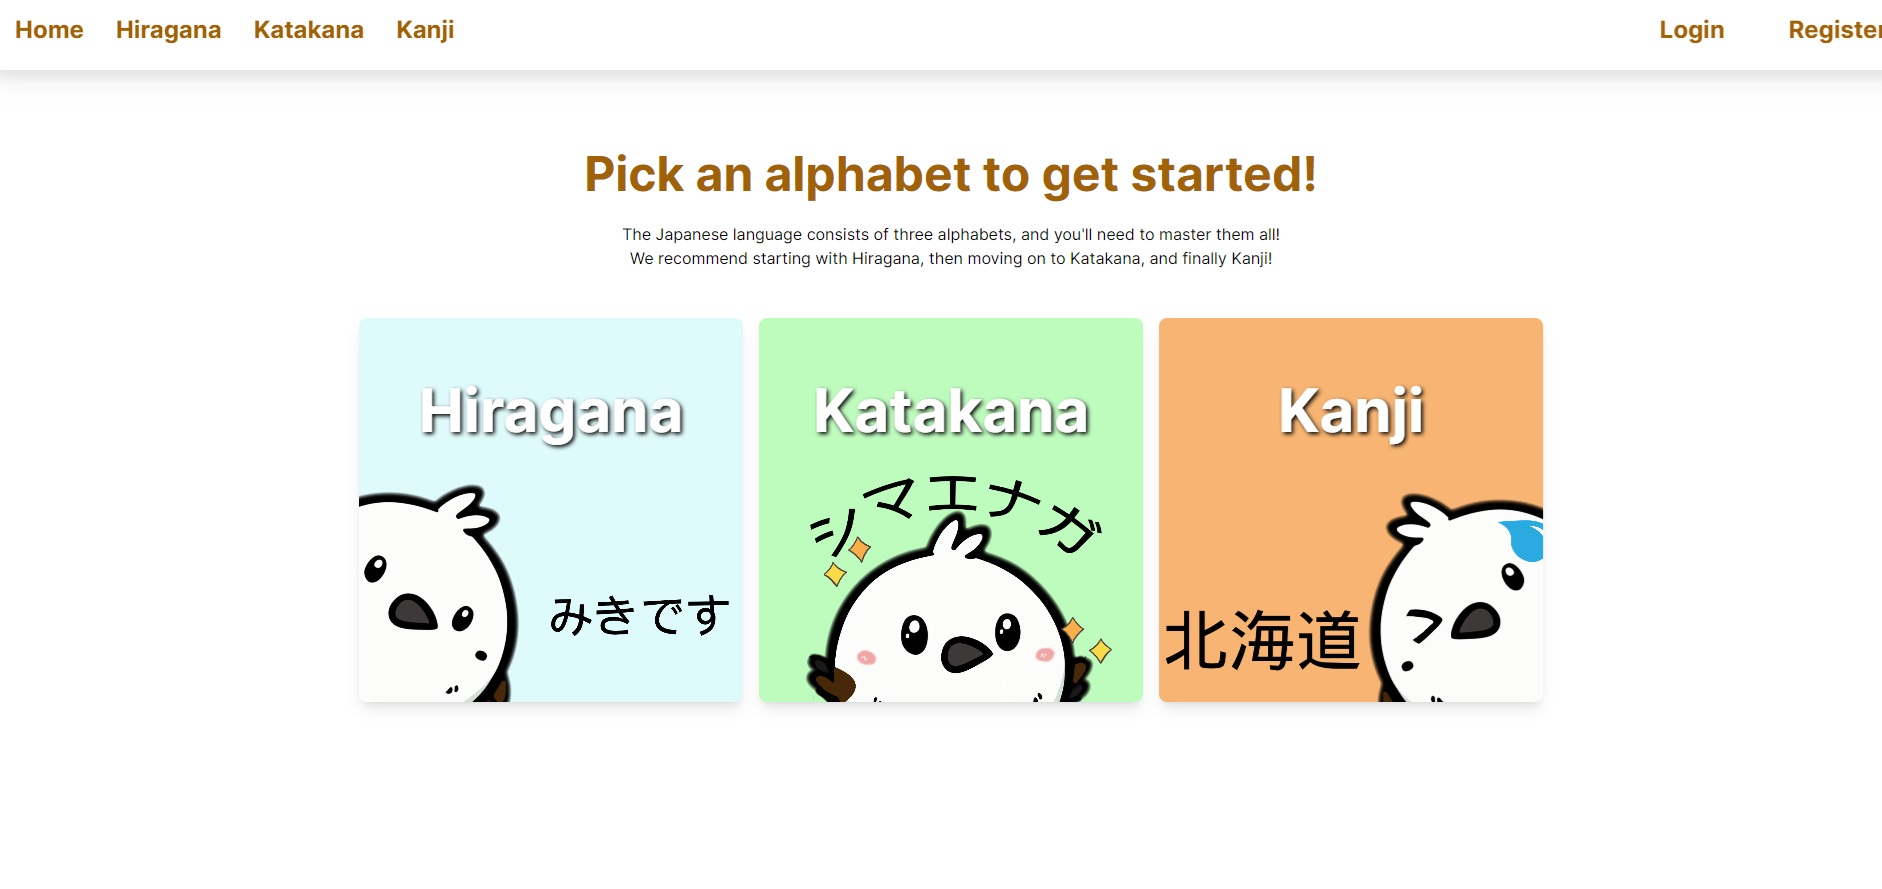 Home Hiragana Katakana Kanji Login Register
Pick an alphabet to get started!
The Japanese language consists of three alphabets, and you'll need to master them all!
We recommend starting with Hiragana, then moving on to Katakana, and finally Kanji!
Hiragana
みきです
Katakana
シマエナガ
Kanji
北海道